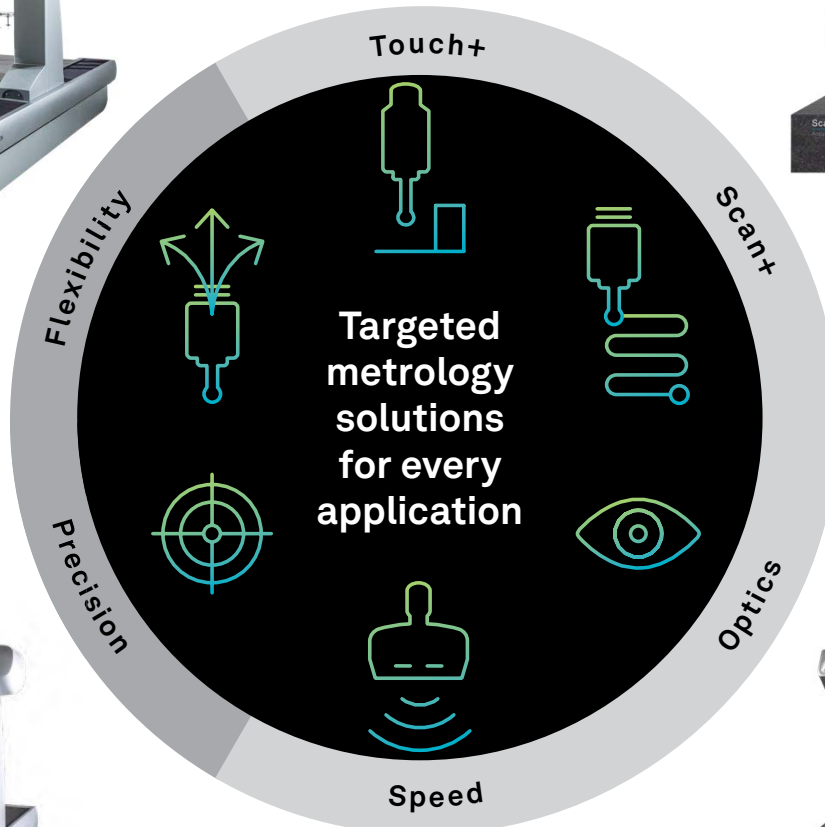 Touch+
Scan+
Flexibility
Targeted
metrology
solutions
for every
application
Precision
Optics
Speed